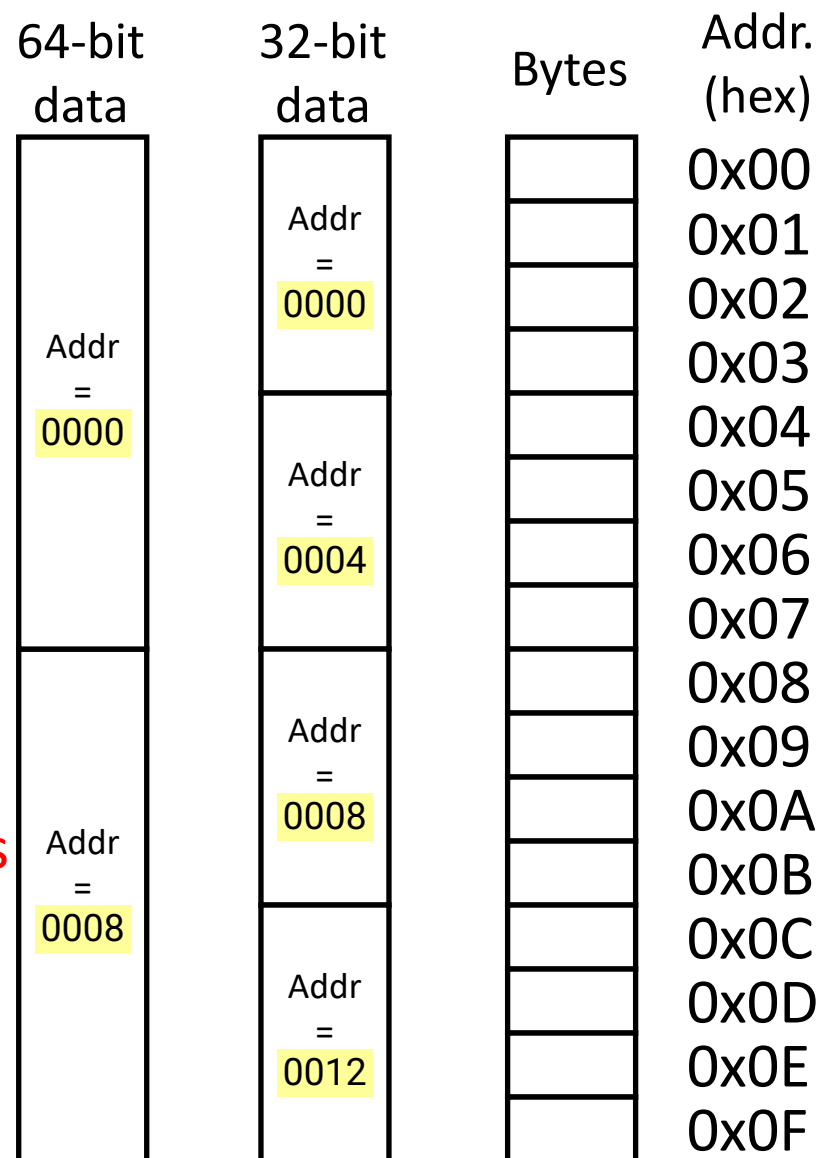 64-bit
data
Addr
=
0000
Addr
=
0008
32-bit
data
Addr
=
0000
Addr
=
0004
Addr
=
0008
Addr
=
0012
Bytes
Addr.
(hex)
0x00
0x01
0x02
0x03
0x04
0x05
0x06
0x07
0x08
0x09
0x0A
0x0B
0x0C
0x0D
0x0E
0x0F
s